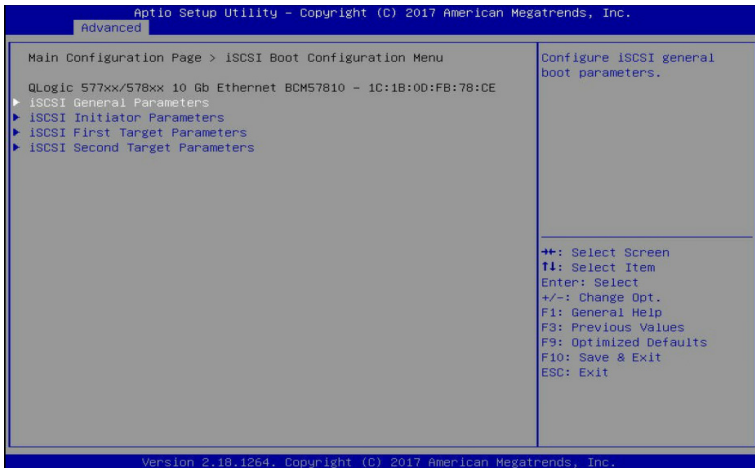 Aptio Setup Utility - Copyright (C) 2017 American Megatrends, Inc.
Advanced
Main Configuration Page > iSCSI Boot Configuration Menu
QLogic 577xx/578xx 10 Gb Ethernet BCM57810 - 1C:1B:0D:FB:78:CE
▶ iSCSI General Parameters
▶ iSCSI Initiator Parameters
▶ iSCSI First Target Parameters
▶ iSCSI Second Target Parameters
Configure iSCSI general
boot parameters.
→←: Select Screen
↑↓: Select Item
Enter: Select
+/-: Change Opt.
F1: General Help
F3: Previous Values
F9: Optimized Defaults
F10: Save & Exit
ESC: Exit
Version 2.18.1264. Copyright (C) 2017 American Megatrends, Inc.